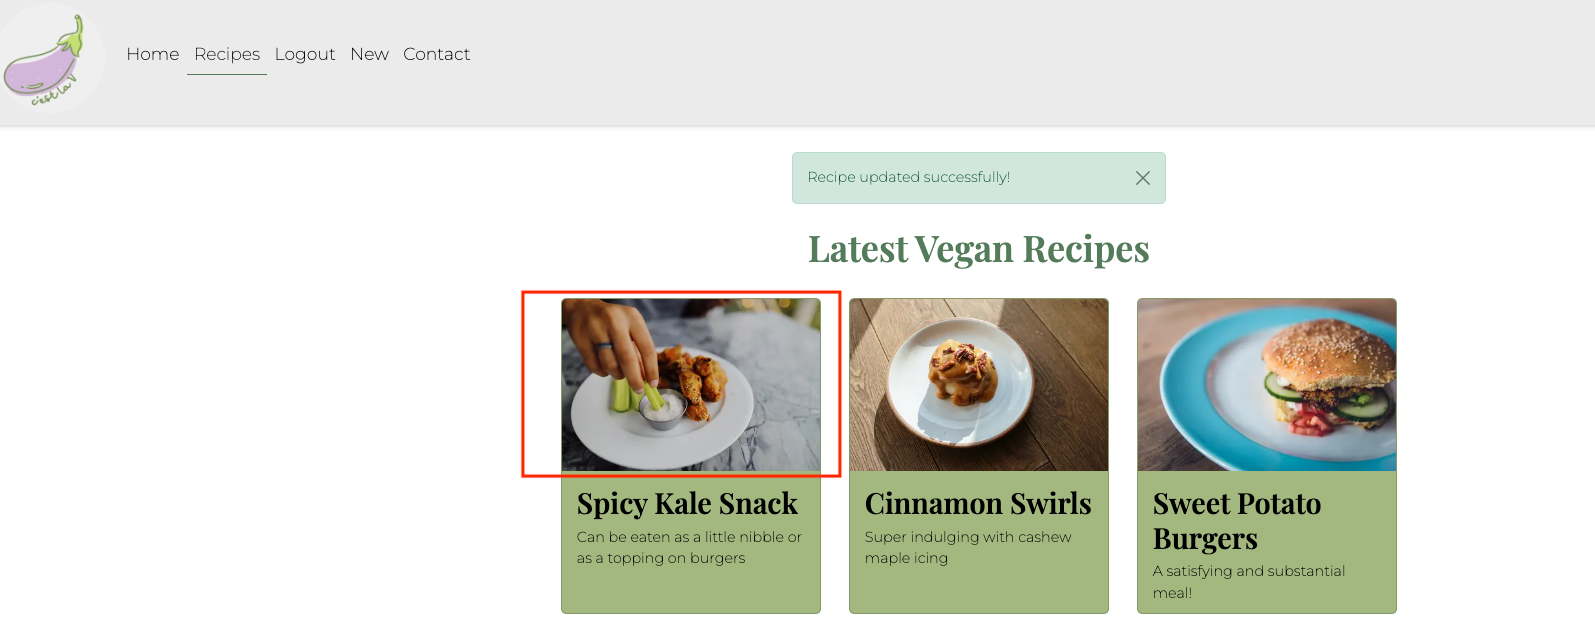 c'est la
Home Recipes Logout New Contact
Recipe updated successfully!
Latest Vegan Recipes
Spicy Kale Snack
Can be eaten as a little nibble or
as a topping on burgers
Cinnamon Swirls
Super indulging with cashew
maple icing
Sweet Potato
Burgers
A satisfying and substantial
meal!